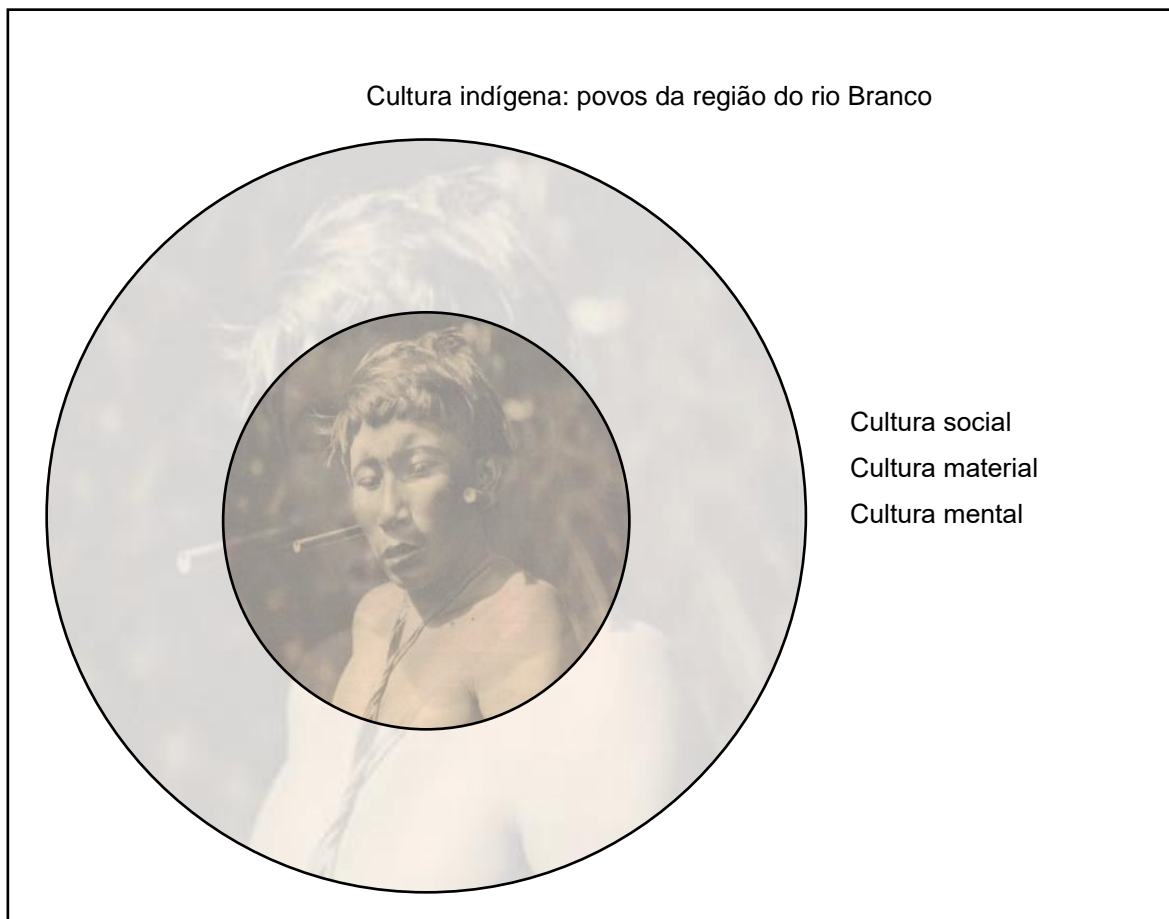 Cultura indígena: povos da região do rio Branco
Cultura social
Cultura material
Cultura mental